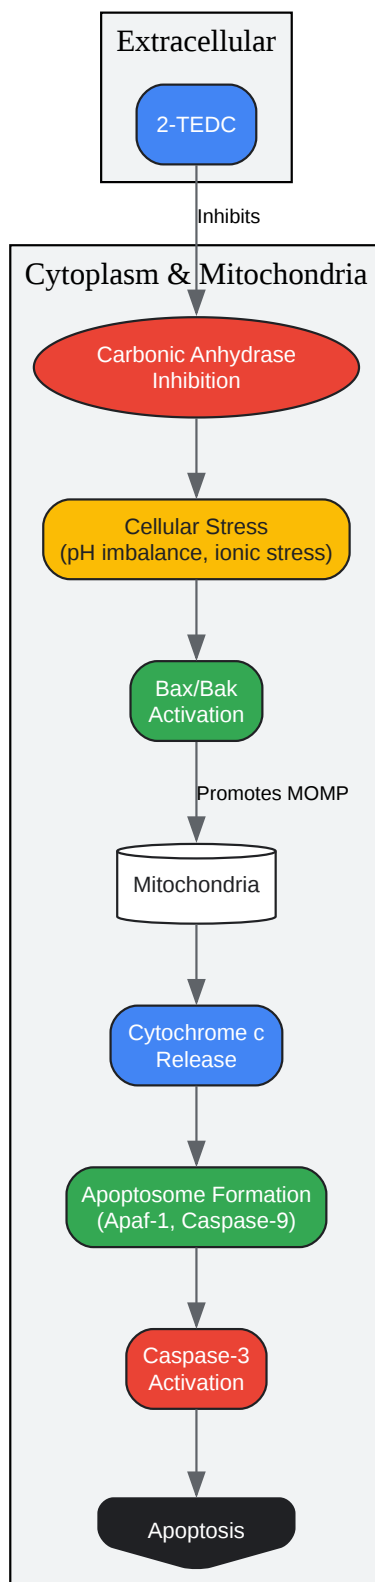 Extracellular
2-TEDC
Inhibits
Cytoplasm & Mitochondria
Carbonic Anhydrase
Inhibition
Cellular Stress
(pH imbalance, ionic stress)
Bax/Bak
Activation
Promotes MOMP
Mitochondria
Cytochrome c
Release
Apoptosome Formation
(Apaf-1, Caspase-9)
Caspase-3
Activation
Apoptosis